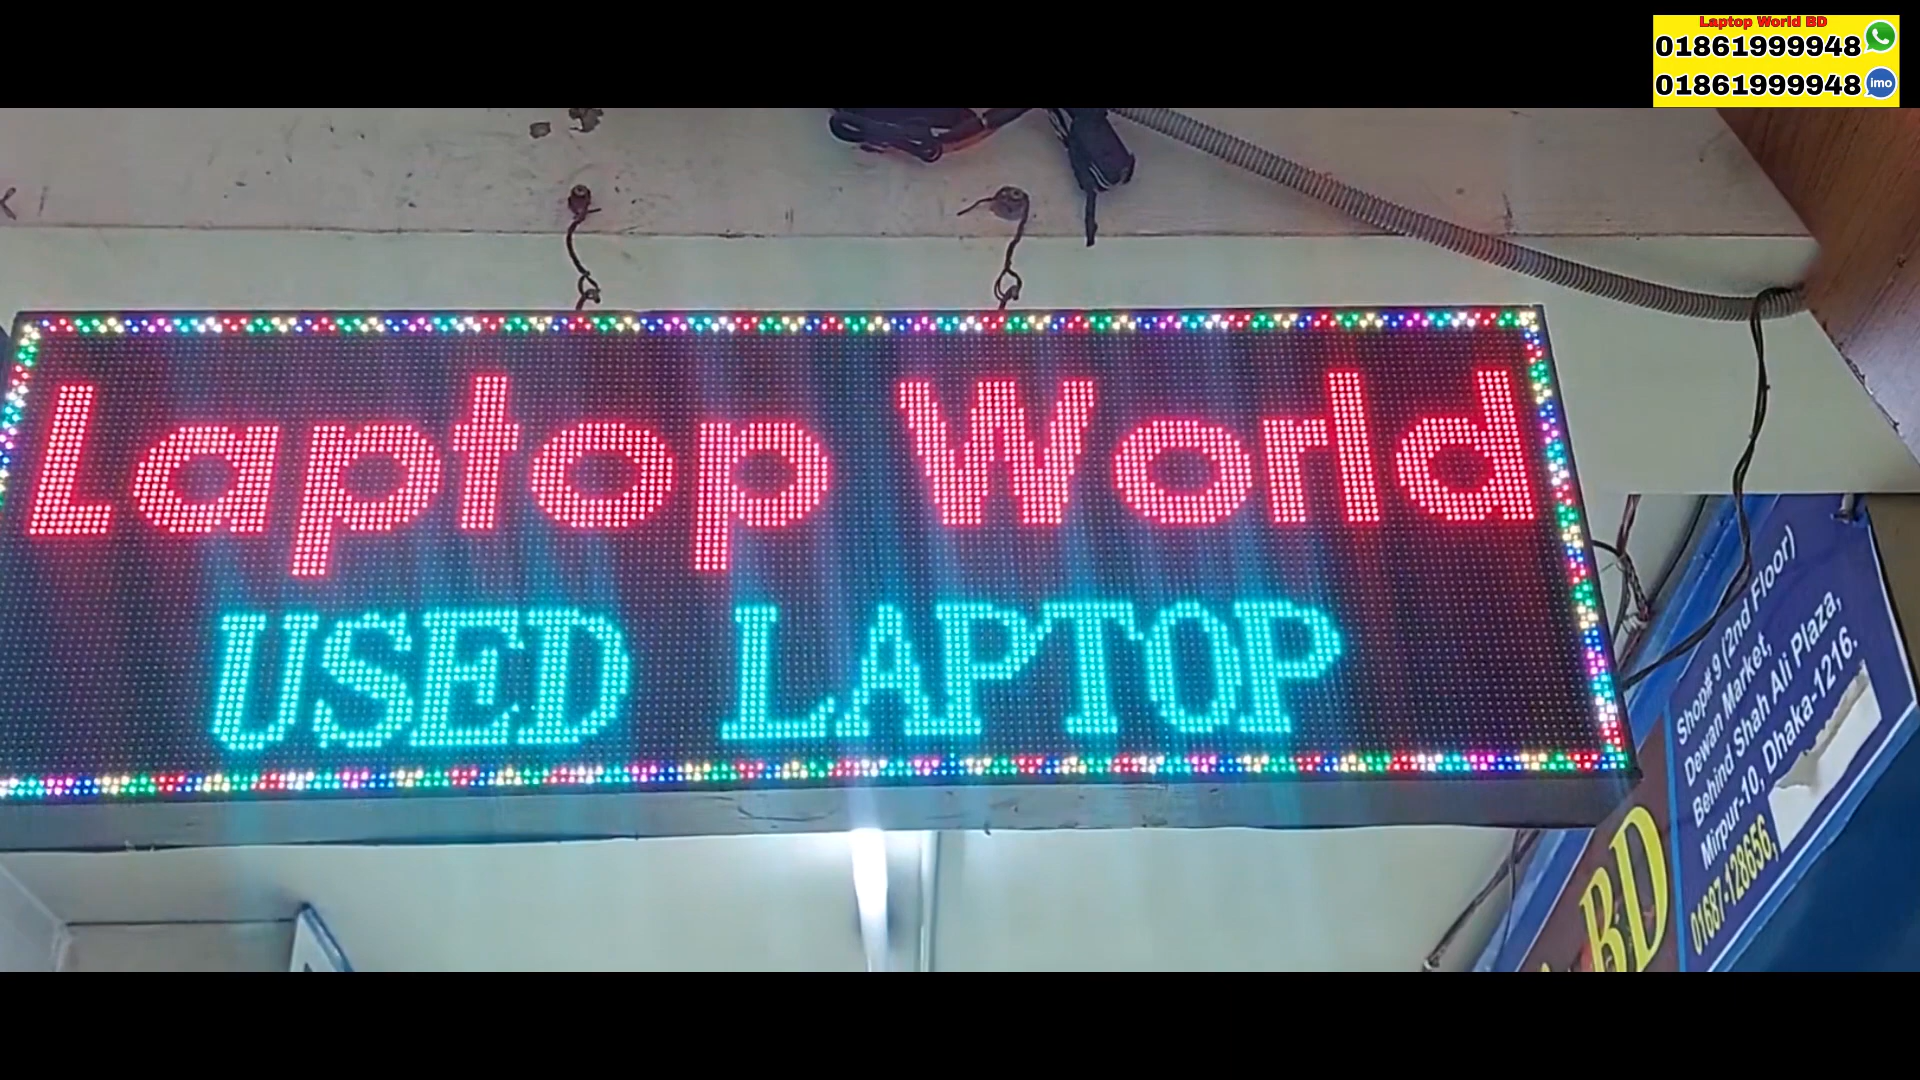 Laptop World BD
01861999948
01861999948 imo
Laptop World
USED LAPTOP
Shop# 9 (2nd Floor)
Dewan Market,
Behind Shah Ali Plaza,
Mirpur-10, Dhaka-1216.
01687-128656,
BD